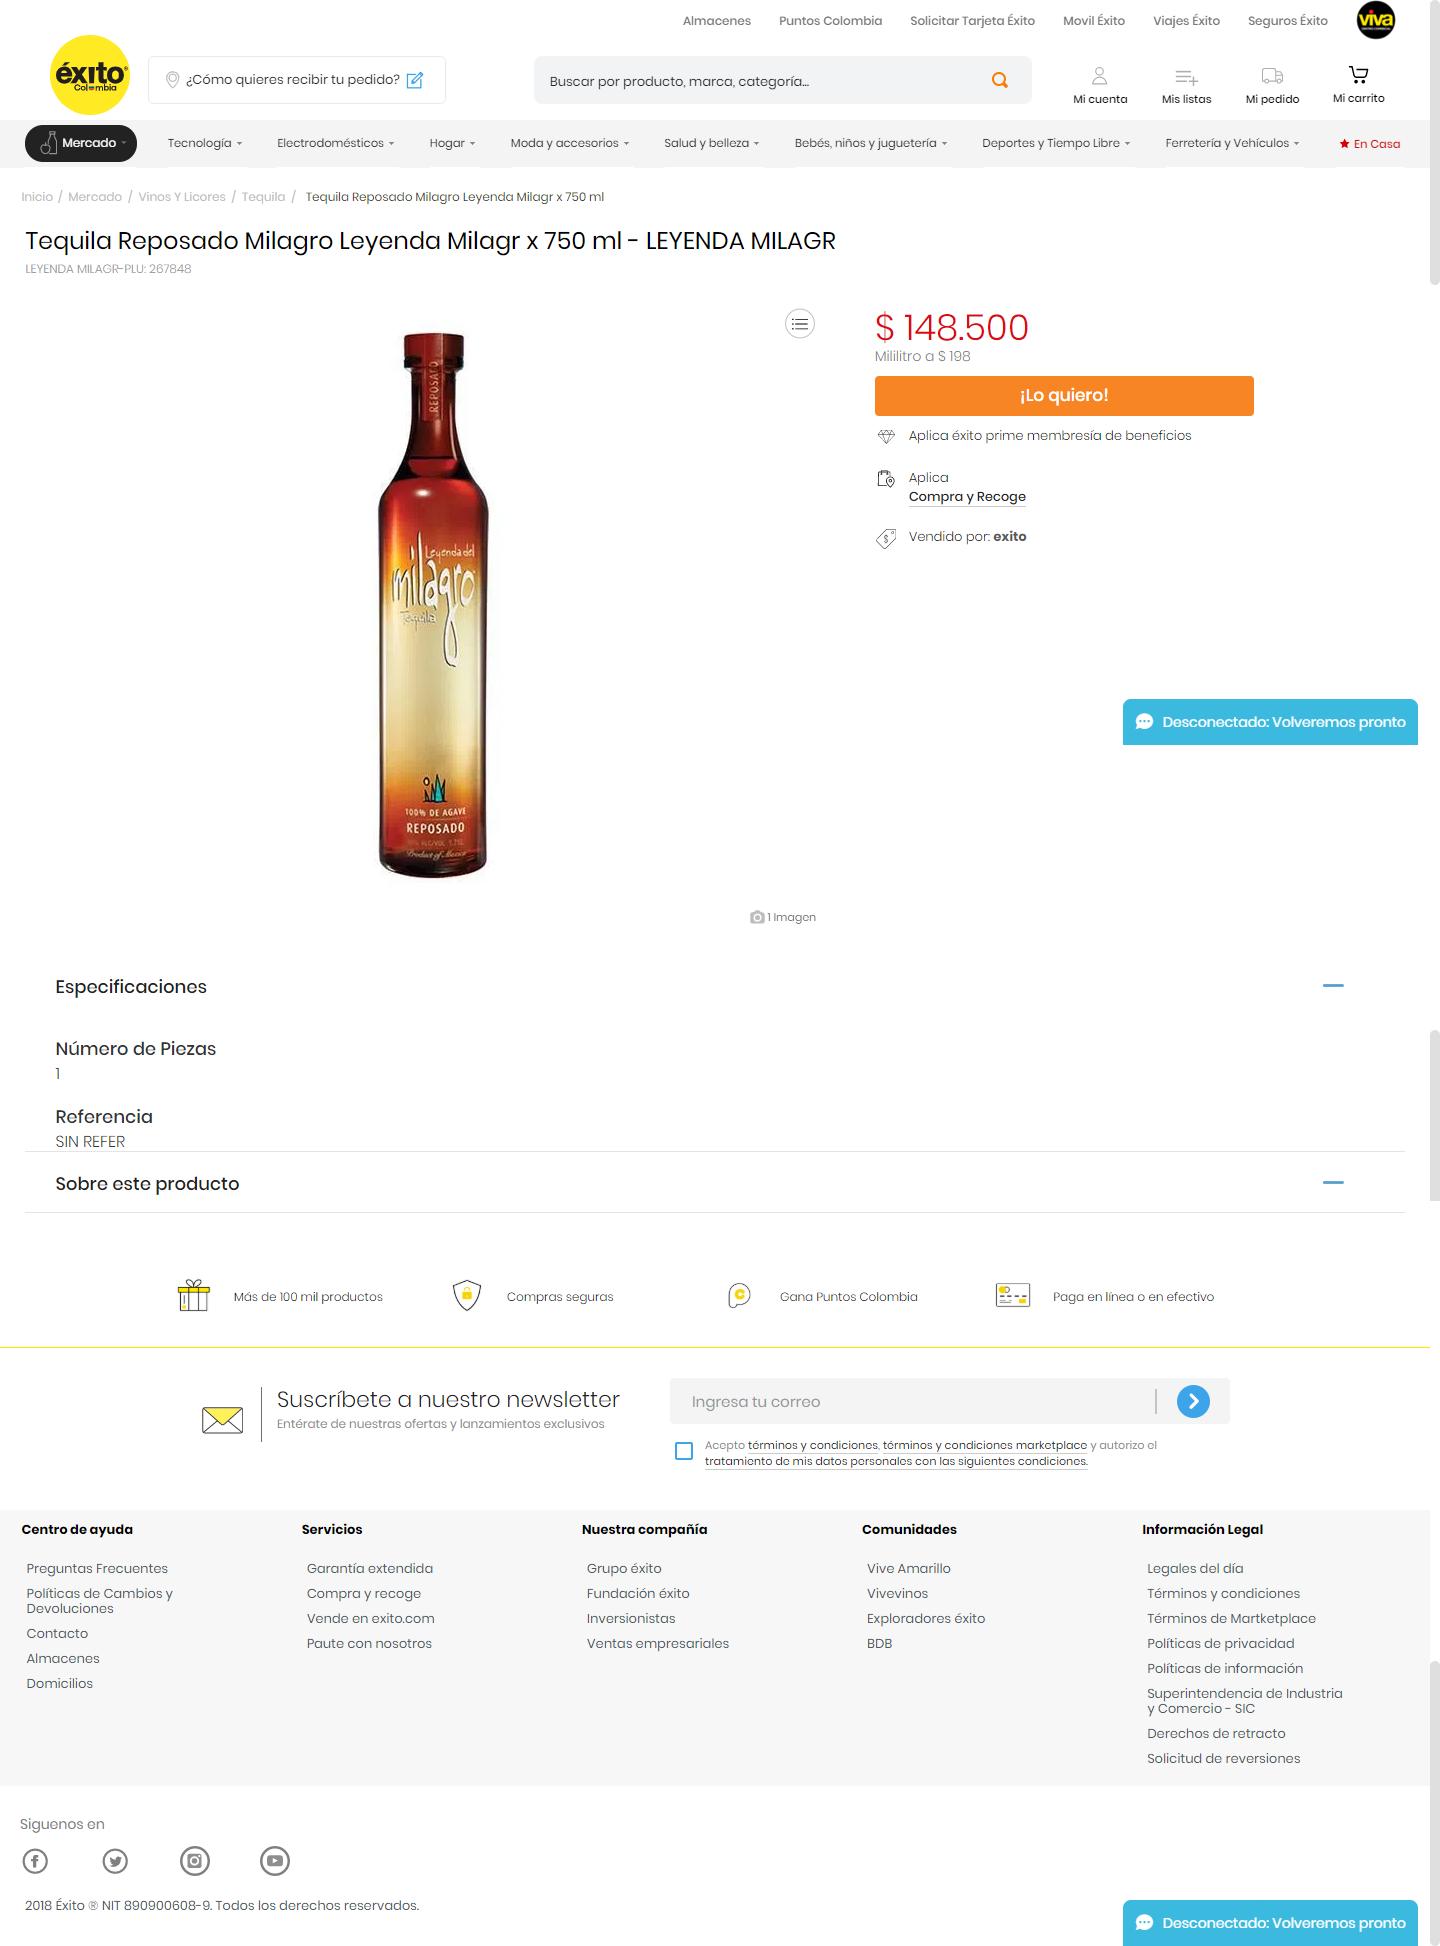 Almacenes Puntos Colombia Solicitar Tarjeta Éxito Movil Éxito Viajes Éxito Seguros Éxito viva
éxito
Colombia
¿Cómo quieres recibir tu pedido?
Buscar por producto, marca, categoría...
Mi cuenta Mis listas Mi pedido Mi carrito
Mercado Tecnología Electrodomésticos Hogar Moda y accesorios Salud y belleza Bebés, niños y juguetería Deportes y Tiempo Libre Ferretería y Vehículos En Casa
Inicio / Mercado / Vinos Y Licores / Tequila / Tequila Reposado Milagro Leyenda Milagr x 750 ml
Tequila Reposado Milagro Leyenda Milagr x 750 ml - LEYENDA MILAGR
LEYENDA MILAGR-PLU: 267848
REPOSADO
Leyenda del
milagro
Tequila
100% DE AGAVE
REPOSADO
Product of Mexico
1 Imagen
$ 148.500
Mililitro a $ 198
¡Lo quiero!
Aplica éxito prime membresía de beneficios
Aplica
Compra y Recoge
Vendido por: exito
Desconectado: Volveremos pronto
Especificaciones
Número de Piezas
1
Referencia
SIN REFER
Sobre este producto
Más de 100 mil productos Compras seguras Gana Puntos Colombia Paga en línea o en efectivo
Suscríbete a nuestro newsletter
Entérate de nuestras ofertas y lanzamientos exclusivos
Ingresa tu correo
Acepto términos y condiciones, términos y condiciones marketplace y autorizo el
tratamiento de mis datos personales con las siguientes condiciones.
Centro de ayuda
Preguntas Frecuentes
Políticas de Cambios y
Devoluciones
Contacto
Almacenes
Domicilios
Servicios
Garantía extendida
Compra y recoge
Vende en exito.com
Paute con nosotros
Nuestra compañía
Grupo éxito
Fundación éxito
Inversionistas
Ventas empresariales
Comunidades
Vive Amarillo
Vivevinos
Exploradores éxito
BDB
Información Legal
Legales del día
Términos y condiciones
Términos de Martketplace
Políticas de privacidad
Políticas de información
Superintendencia de Industria
y Comercio - SIC
Derechos de retracto
Solicitud de reversiones
Siguenos en
2018 Éxito ® NIT 890900608-9. Todos los derechos reservados.
Desconectado: Volveremos pronto